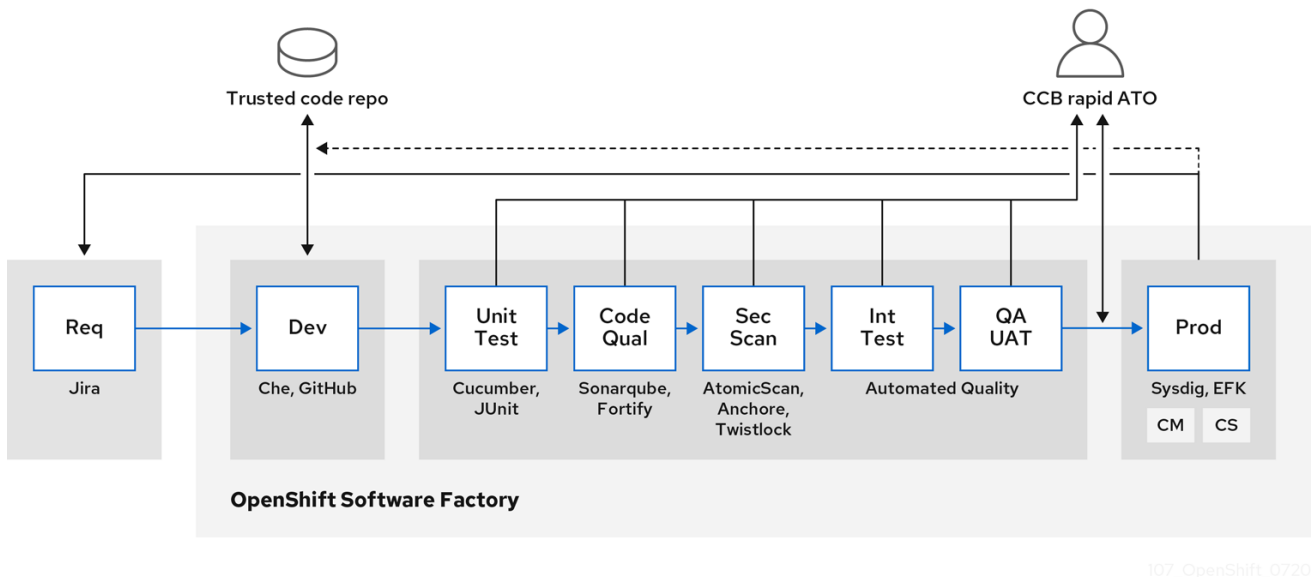 Trusted code repo
CCB rapid ATO
Req
Jira
Dev
Che, GitHub
Unit
Test
Cucumber,
JUnit
Code
Qual
Sonarqube,
Fortify
Sec
Scan
AtomicScan,
Anchore,
Twistlock
Int
Test
QA
UAT
Automated Quality
Prod
Sysdig, EFK
CM
CS
OpenShift Software Factory
107_OpenShift_0720